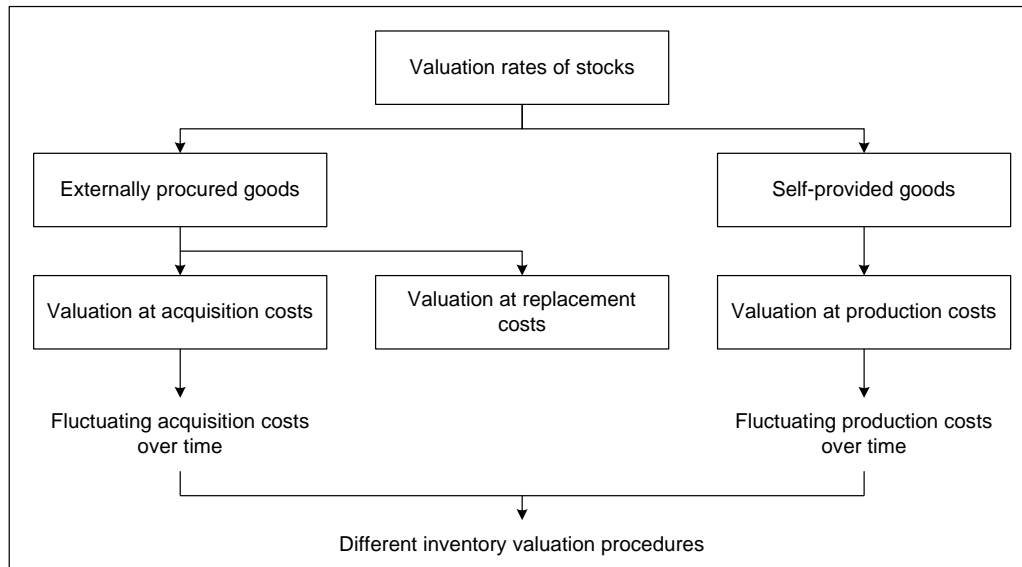 Valuation rates of stocks
Externally procured goods
Self-provided goods
Valuation at acquisition costs
Valuation at replacement
costs
Valuation at production costs
Fluctuating acquisition costs
over time
Fluctuating production costs
over time
Different inventory valuation procedures